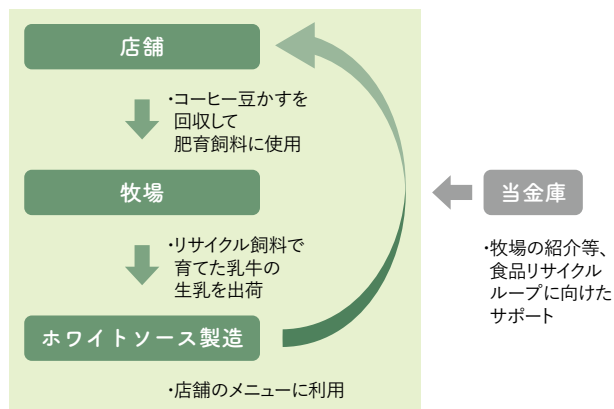 店舗
・コーヒー豆かすを
回収して
肥育飼料に使用
牧場
・リサイクル飼料で
育てた乳牛の
生乳を出荷
ホワイトソース製造
・店舗のメニューに利用
当金庫
・牧場の紹介等、
食品リサイクル
ループに向けた
サポート